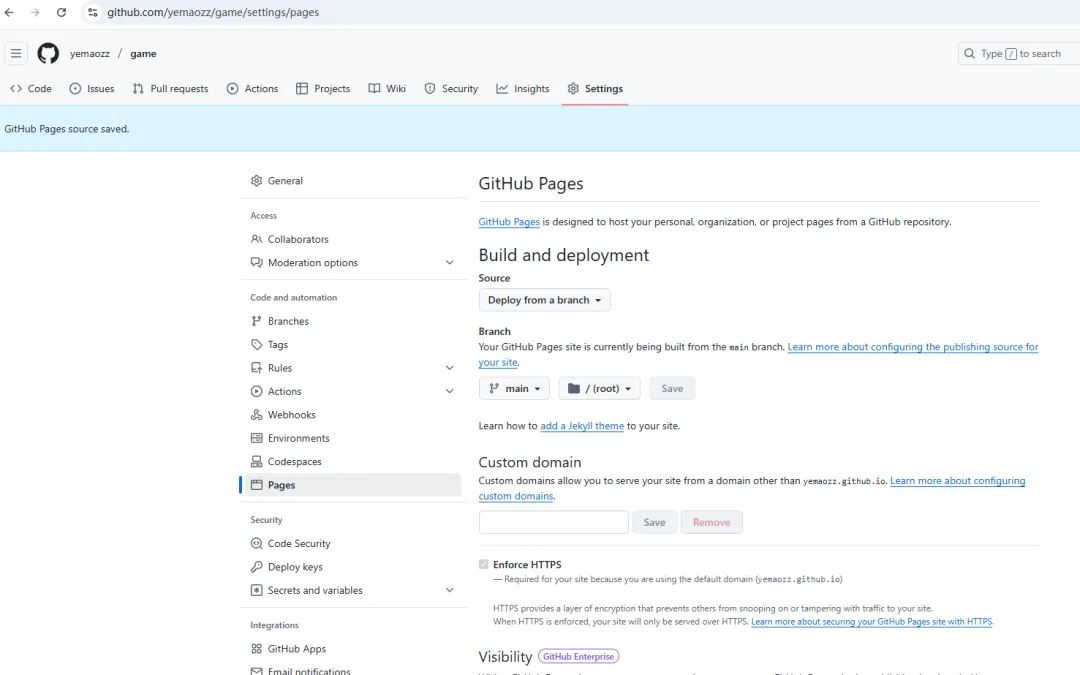 github.com/yemaozz/game/settings/pages
yemaozz / game
Type / to search
Code Issues Pull requests Actions Projects Wiki Security Insights Settings
GitHub Pages source saved.
General
Access
Collaborators
Moderation options
Code and automation
Branches
Tags
Rules
Actions
Webhooks
Environments
Codespaces
Pages
Security
Code Security
Deploy keys
Secrets and variables
Integrations
GitHub Apps
Email notifications
GitHub Pages
GitHub Pages is designed to host your personal, organization, or project pages from a GitHub repository.
Build and deployment
Source
Deploy from a branch
Branch
Your GitHub Pages site is currently being built from the main branch. Learn more about configuring the publishing source for
your site.
main / (root) Save
Learn how to add a Jekyll theme to your site.
Custom domain
Custom domains allow you to serve your site from a domain other than yemaozz.github.io. Learn more about configuring
custom domains.
Save Remove
Enforce HTTPS
— Required for your site because you are using the default domain (yemaozz.github.io)
HTTPS provides a layer of encryption that prevents others from snooping on or tampering with traffic to your site.
When HTTPS is enforced, your site will only be served over HTTPS. Learn more about securing your GitHub Pages site with HTTPS.
Visibility GitHub Enterprise